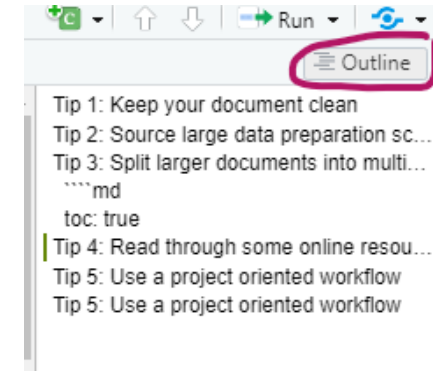 Run
Outline
Tip 1: Keep your document clean
Tip 2: Source large data preparation sc...
Tip 3: Split larger documents into multi...
````md
toc: true
Tip 4: Read through some online resou...
Tip 5: Use a project oriented workflow
Tip 5: Use a project oriented workflow